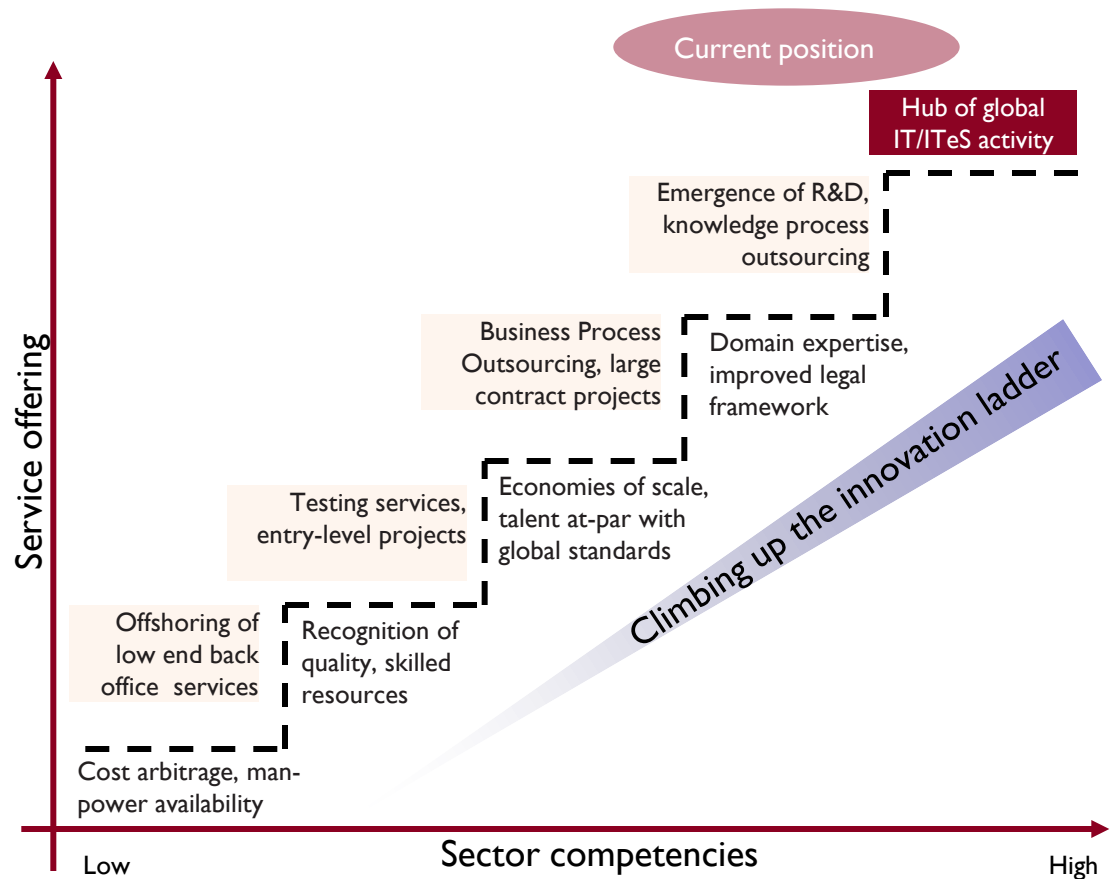 Current position
Hub of global
IT/ITeS activity
Emergence of R&D,
knowledge process
outsourcing
Business Process
Outsourcing, large
contract projects
Domain expertise,
improved legal
framework
Testing services,
entry-level projects
Economies of scale,
talent at-par with
global standards
Offshoring of
low end back
office services
Recognition of
quality, skilled
resources
Cost arbitrage, man-
power availability
Climbing up the innovation ladder
Service offering
Low
Sector competencies
High